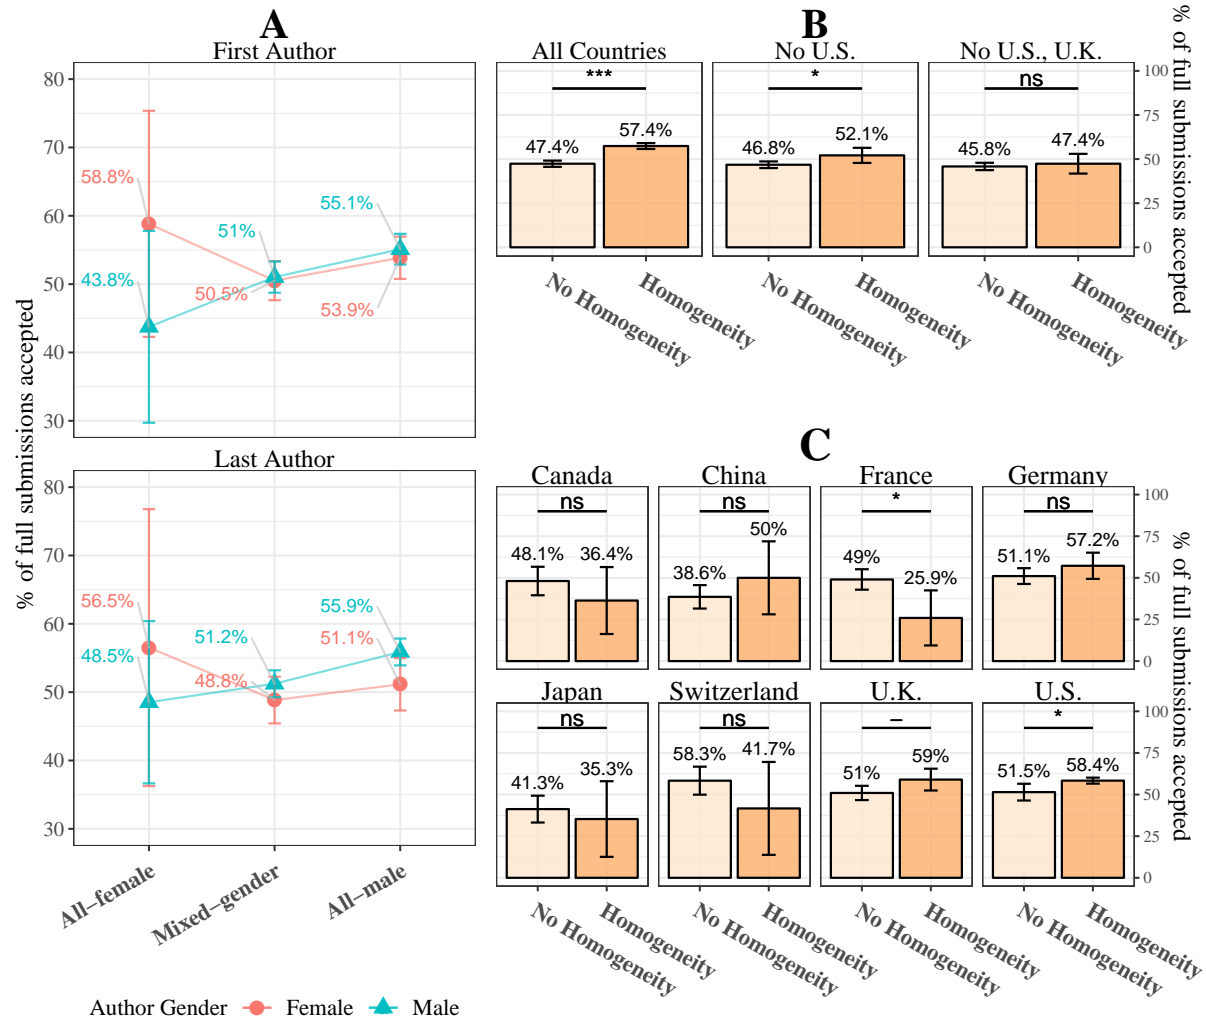 A
First Author
80
70
60
50
40
30
58.8%
43.8%
51%
50.5%
55.1%
53.9%
Last Author
80
70
60
50
40
30
56.5%
48.5%
51.2%
48.8%
55.9%
51.1%
% of full submissions accepted
All−female
Mixed−gender
All−male
Author Gender Female Male
B
All Countries
***
47.4%
57.4%
No U.S.
*
46.8%
52.1%
No U.S., U.K.
ns
45.8%
47.4%
100
75
50
25
0
% of full submissions accepted
No Homogeneity
Homogeneity
No Homogeneity
Homogeneity
No Homogeneity
Homogeneity
C
Canada
ns
48.1%
36.4%
China
ns
38.6%
50%
France
*
49%
25.9%
Germany
ns
51.1%
57.2%
100
75
50
25
0
Japan
ns
41.3%
35.3%
Switzerland
ns
58.3%
41.7%
U.K.
–
51%
59%
U.S.
*
51.5%
58.4%
100
75
50
25
0
% of full submissions accepted
No Homogeneity
Homogeneity
No Homogeneity
Homogeneity
No Homogeneity
Homogeneity
No Homogeneity
Homogeneity